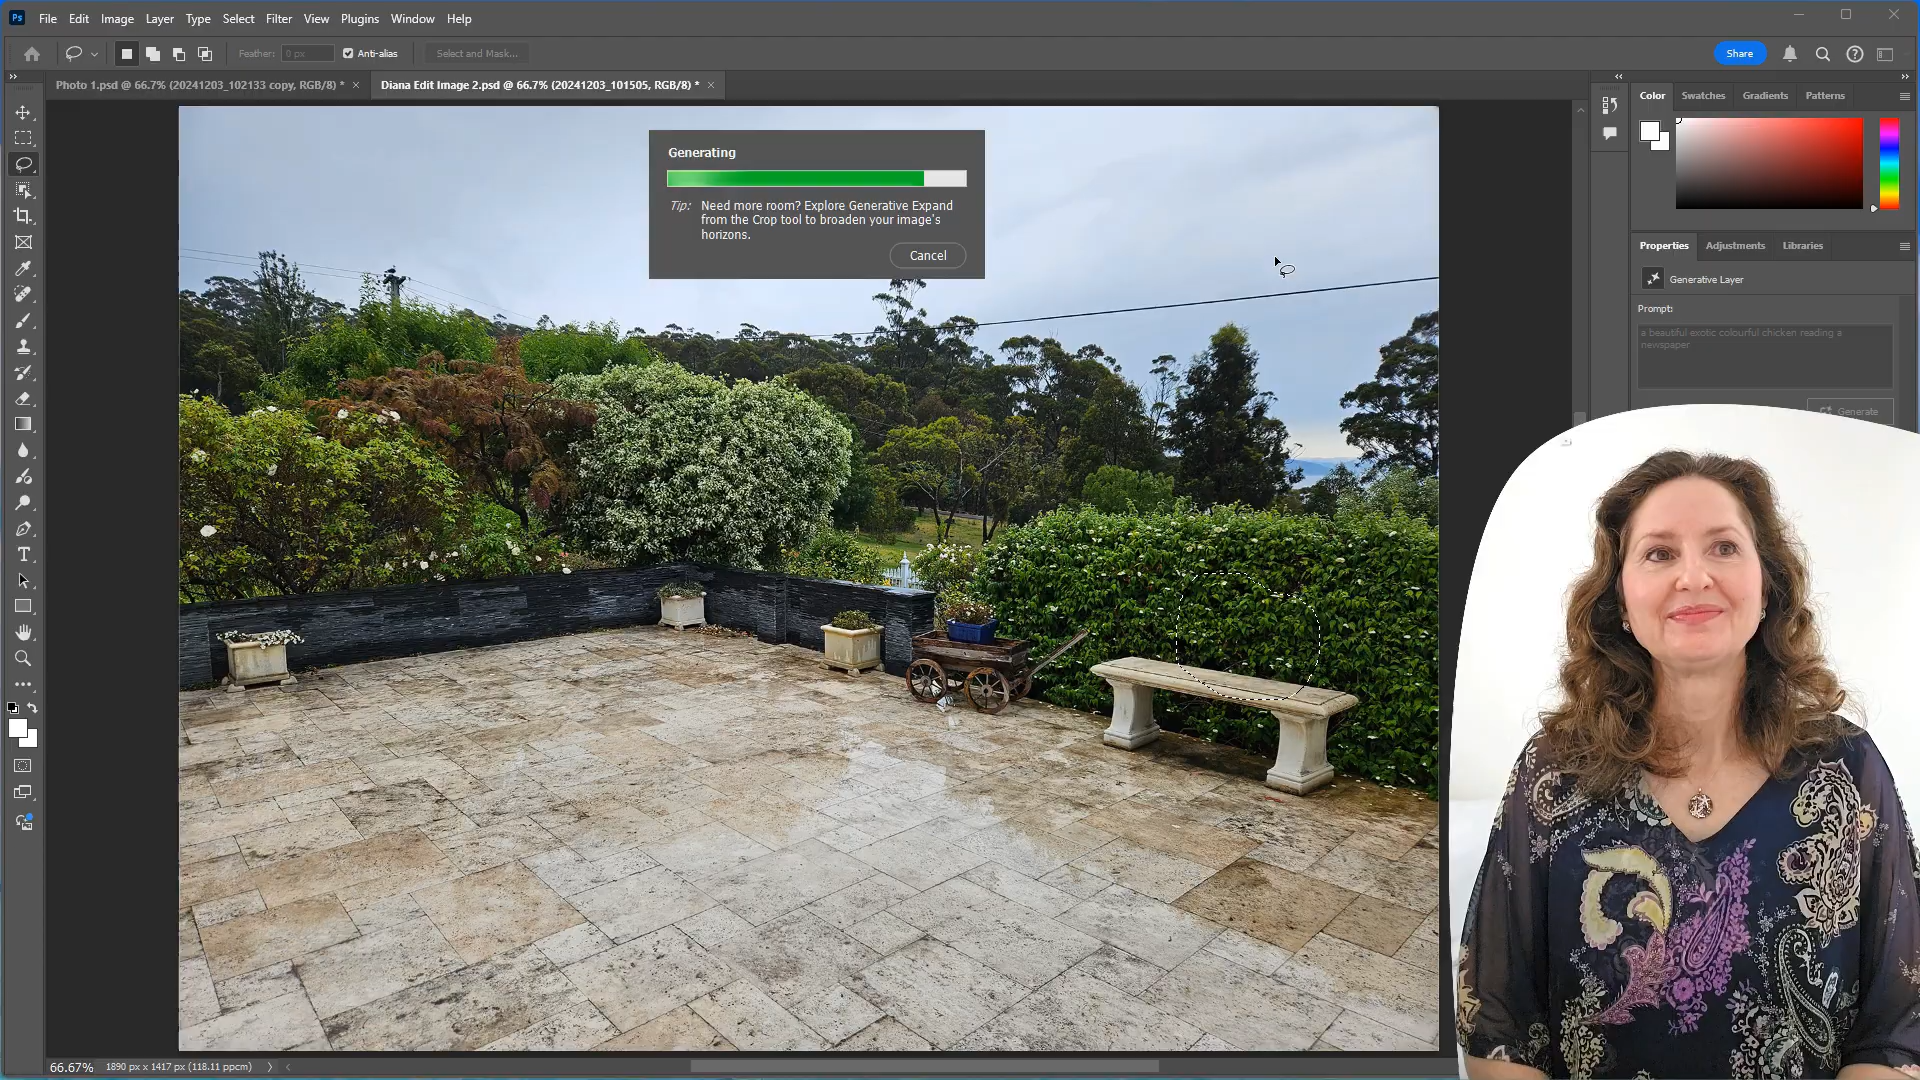 Ps File Edit Image Layer Type Select Filter View Plugins Window Help
Feather: 0 px Anti-alias Select and Mask... Share
Photo 1.psd @ 66.7% (20241203_102133 copy, RGB/8) * Diana Edit Image 2.psd @ 66.7% (20241203_101505, RGB/8) *
Color Swatches Gradients Patterns
Generating
Tip: Need more room? Explore Generative Expand
from the Crop tool to broaden your image's
horizons.
Cancel
Properties Adjustments Libraries
Generative Layer
Prompt:
a beautiful exotic colourful chicken reading a
newspaper
Generate
66.67% 1890 px x 1417 px (118.11 ppcm)